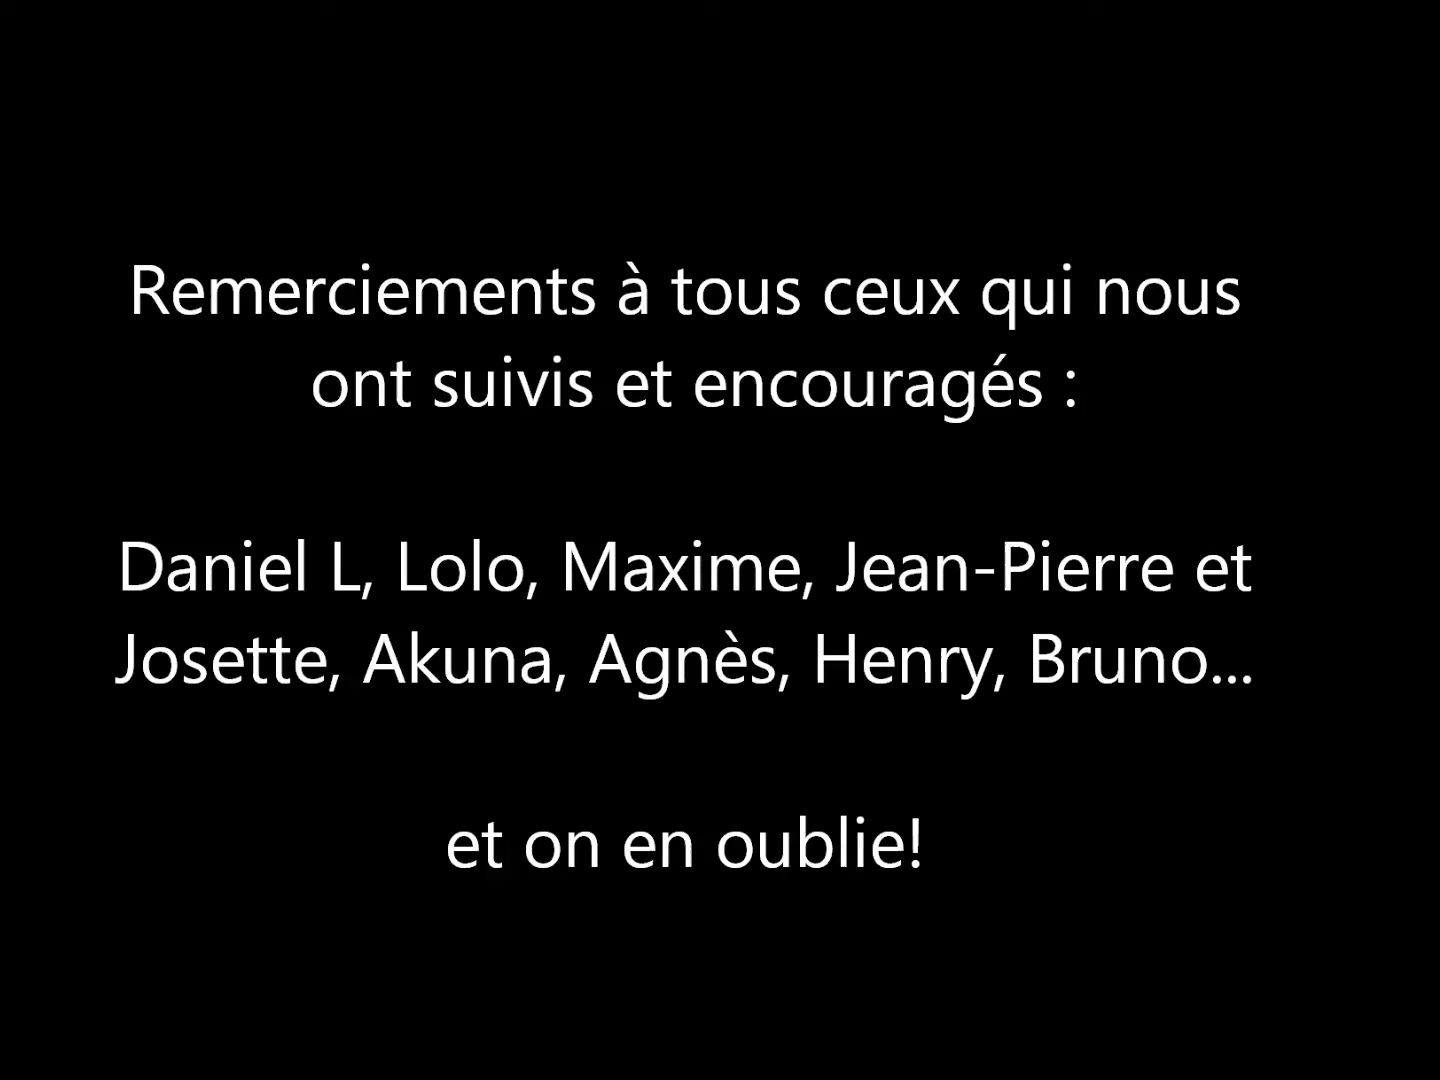 Remerciements à tous ceux qui nous
ont suivis et encouragés :
Daniel L, Lolo, Maxime, Jean-Pierre et
Josette, Akuna, Agnès, Henry, Bruno...
et on en oublie!